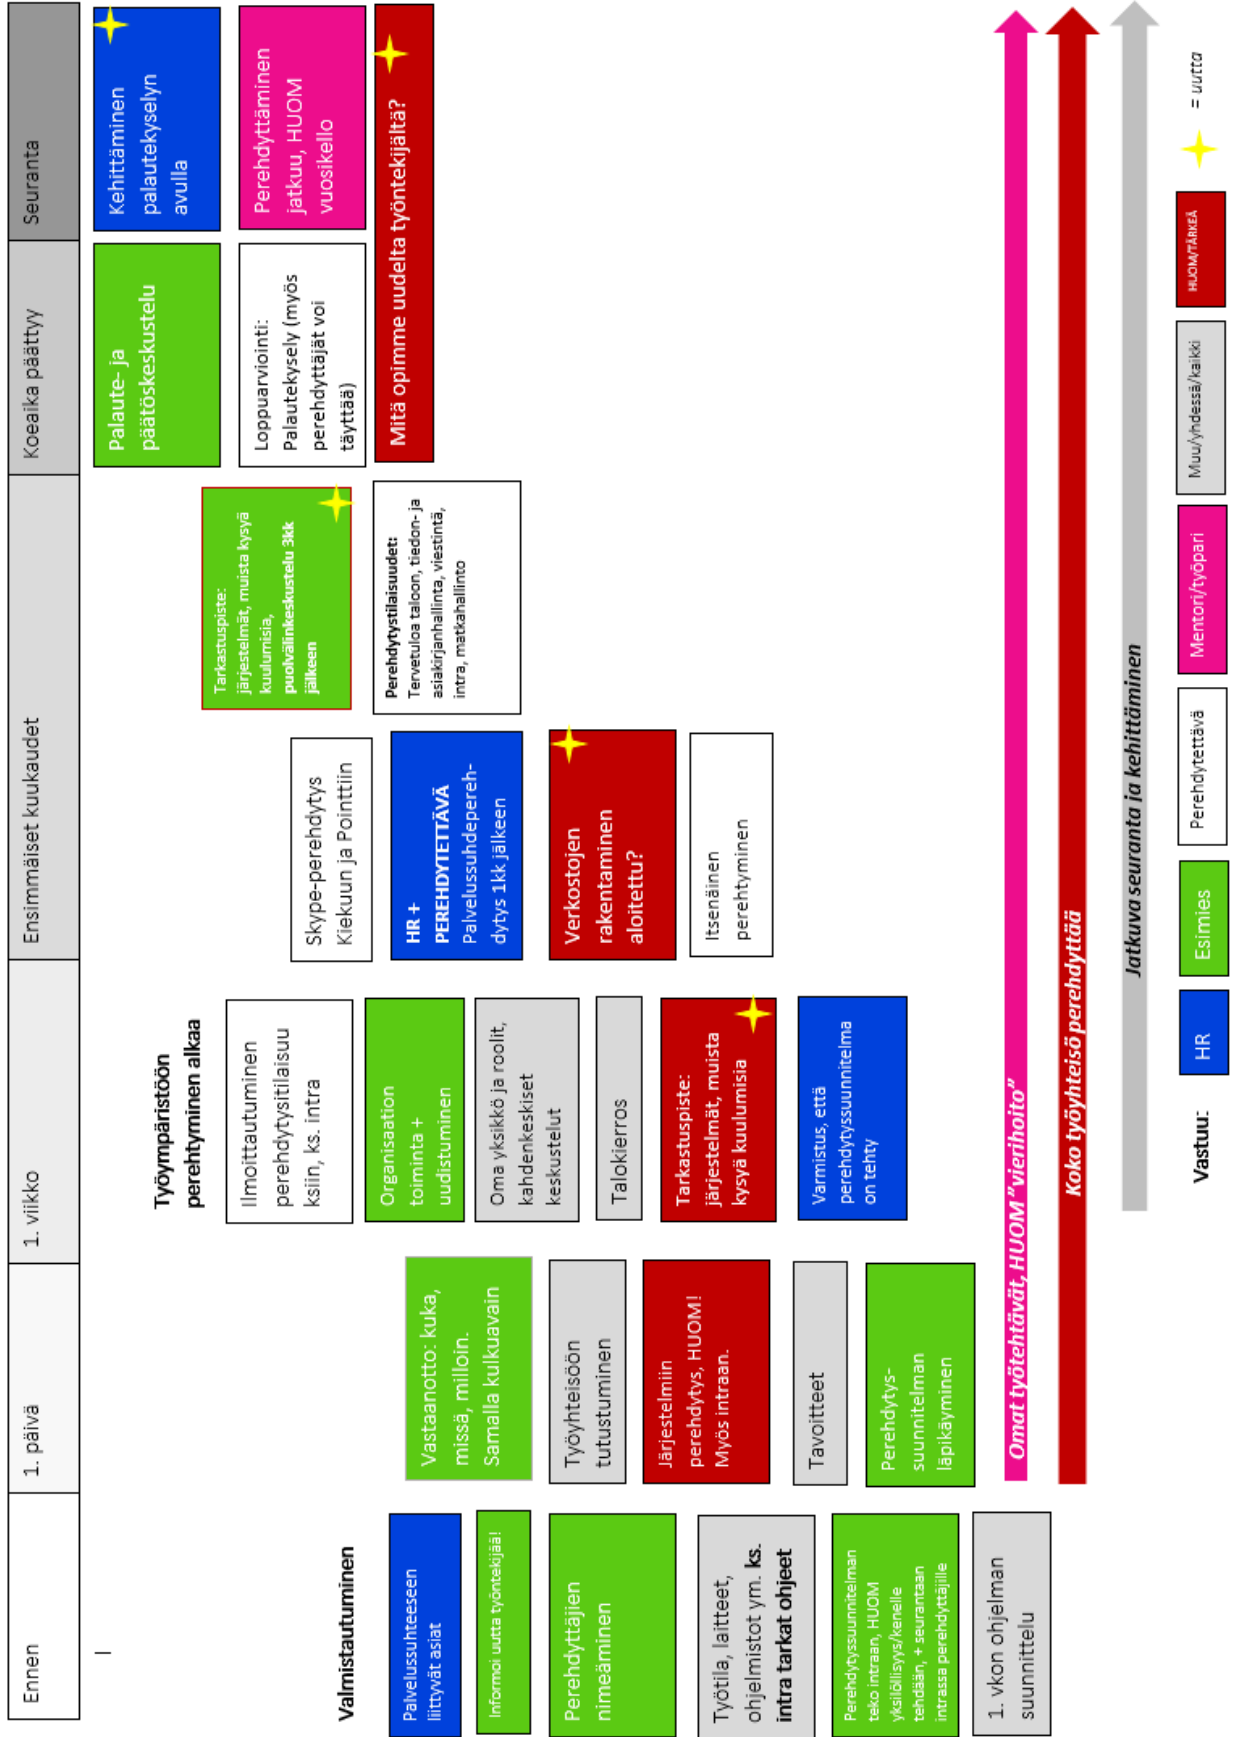 Ennen
1. päivä
1. viikko
Ensimmäiset kuukaudet
Koeaika päättyy
Seuranta
Valmistautuminen
Palvelussuhteeseen
liittyvät asiat
Informoi uutta työntekijää!
Perehdyttäjien
nimeäminen
Työtila, laitteet,
ohjelmistot ym. ks.
intra tarkat ohjeet
Perehdytyssuunnitelman
teko intraan, HUOM
yksilöllisyys/kenelle
tehdään, + seurantaan
intrassa perehdyttäjille
1. vkon ohjelman
suunnittelu
Vastaanotto: kuka,
missä, milloin.
Samalla kulkuavain
Työyhteisöön
tutustuminen
Järjestelmiin
perehdytys, HUOM!
Myös intraan.
Tavoitteet
Perehdytys-
suunnitelman
läpikäyminen
Työympäristöön
perehtyminen alkaa
Ilmoittautuminen
perehdytysitilaisuu
ksiin, ks. intra
Organisaation
toiminta +
uudistuminen
Oma yksikkö ja roolit,
kahdenkeskiset
keskustelut
Talokierros
Tarkastuspiste:
järjestelmät, muista
kysyä kuulumisia
Varmistus, että
perehdytyssuunnitelma
on tehty
Skype-perehdytys
Kiekuun ja Pointtiin
HR +
PEREHDYTETTÄVÄ
Palvelussuhdepereh-
dytys 1kk jälkeen
Verkostojen
rakentaminen
aloitettu?
Itsenäinen
perehtyminen
Tarkastuspiste:
järjestelmät, muista kysyä
kuulumisia,
puolvälinkeskustelu 3kk
jälkeen
Perehdytystilaisuudet:
Tervetuloa taloon, tiedon- ja
asiakirjanhallinta, viestintä,
intra, matkahallinto
Palaute- ja
päätöskeskustelu
Loppuarviointi:
Palautekysely (myös
perehdyttäjät voi
täyttää)
Kehittäminen
palautekyselyn
avulla
Perehdyttäminen
jatkuu, HUOM
vuosikello
Mitä opimme uudelta työntekijältä?
Omat työtehtävät, HUOM "vierihoito"
Koko työyhteisö perehdyttää
Jatkuva seuranta ja kehittäminen
Vastuu:
HR
Esimies
Perehdytettävä
Mentori/työpari
Muu/yhdessä/kaikki
HUOM/TÄRKEÄ
= uutta